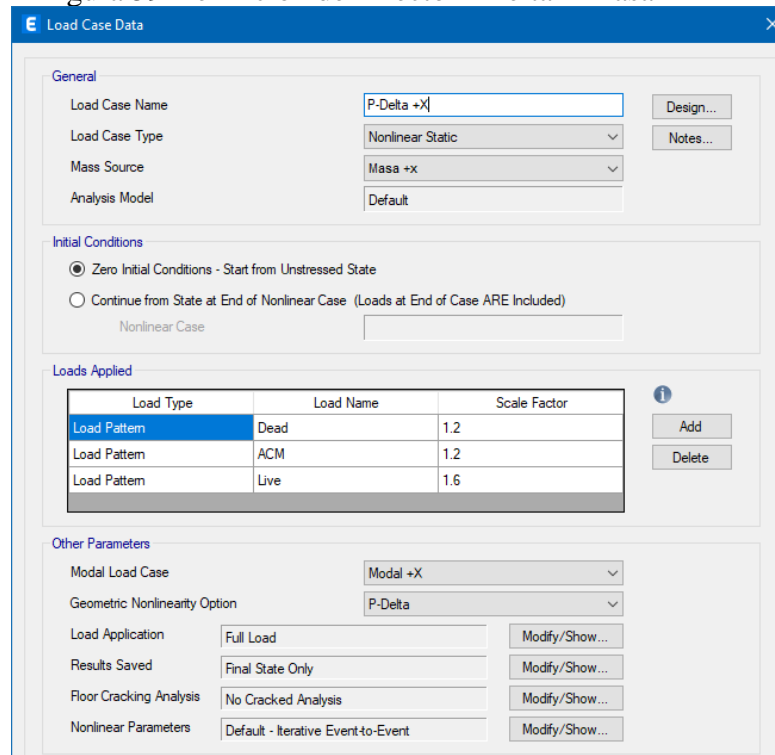 E Load Case Data
General
Load Case Name P-Delta +X Design...
Load Case Type Nonlinear Static Notes...
Mass Source Masa +x
Analysis Model Default
Initial Conditions
Zero Initial Conditions - Start from Unstressed State
Continue from State at End of Nonlinear Case (Loads at End of Case ARE Included)
Nonlinear Case
Loads Applied
Load Type Load Name Scale Factor
Load Pattern Dead 1.2 Add
Load Pattern ACM 1.2 Delete
Load Pattern Live 1.6
Other Parameters
Modal Load Case Modal +X
Geometric Nonlinearity Option P-Delta
Load Application Full Load Modify/Show...
Results Saved Final State Only Modify/Show...
Floor Cracking Analysis No Cracked Analysis Modify/Show...
Nonlinear Parameters Default - Iterative Event-to-Event Modify/Show...